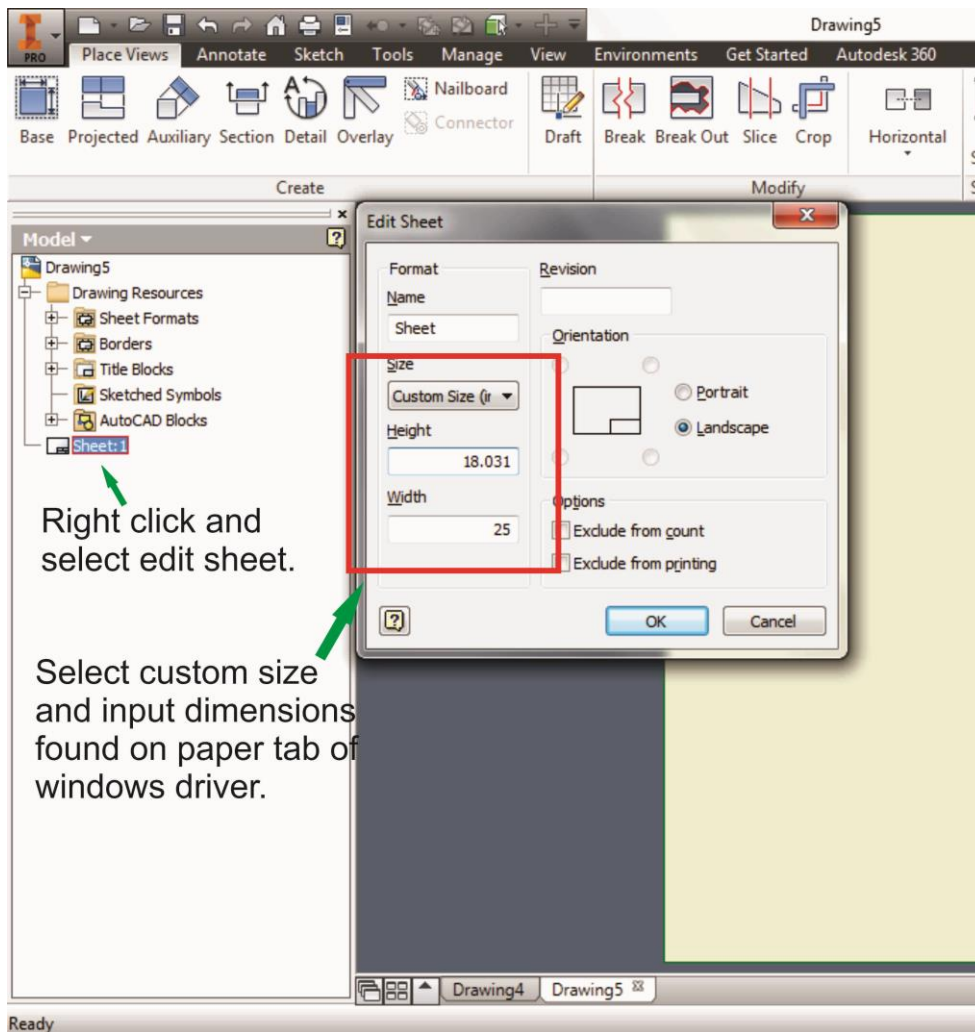 Drawing5
PRO
Place Views Annotate Sketch Tools Manage View Environments Get Started Autodesk 360
Nailboard
Connector
Base Projected Auxiliary Section Detail Overlay Draft Break Break Out Slice Crop Horizontal
Create Modify
Model
Edit Sheet
Drawing5
Drawing Resources
Sheet Formats
Borders
Title Blocks
Sketched Symbols
AutoCAD Blocks
Sheet:1
Format
Name
Sheet
Size
Custom Size (ir
Height
18.031
Width
25
Revision
Orientation
Portrait
Landscape
Options
Exclude from count
Exclude from printing
OK Cancel
Right click and
select edit sheet.
Select custom size
and input dimensions
found on paper tab of
windows driver.
Drawing4 Drawing5
Ready